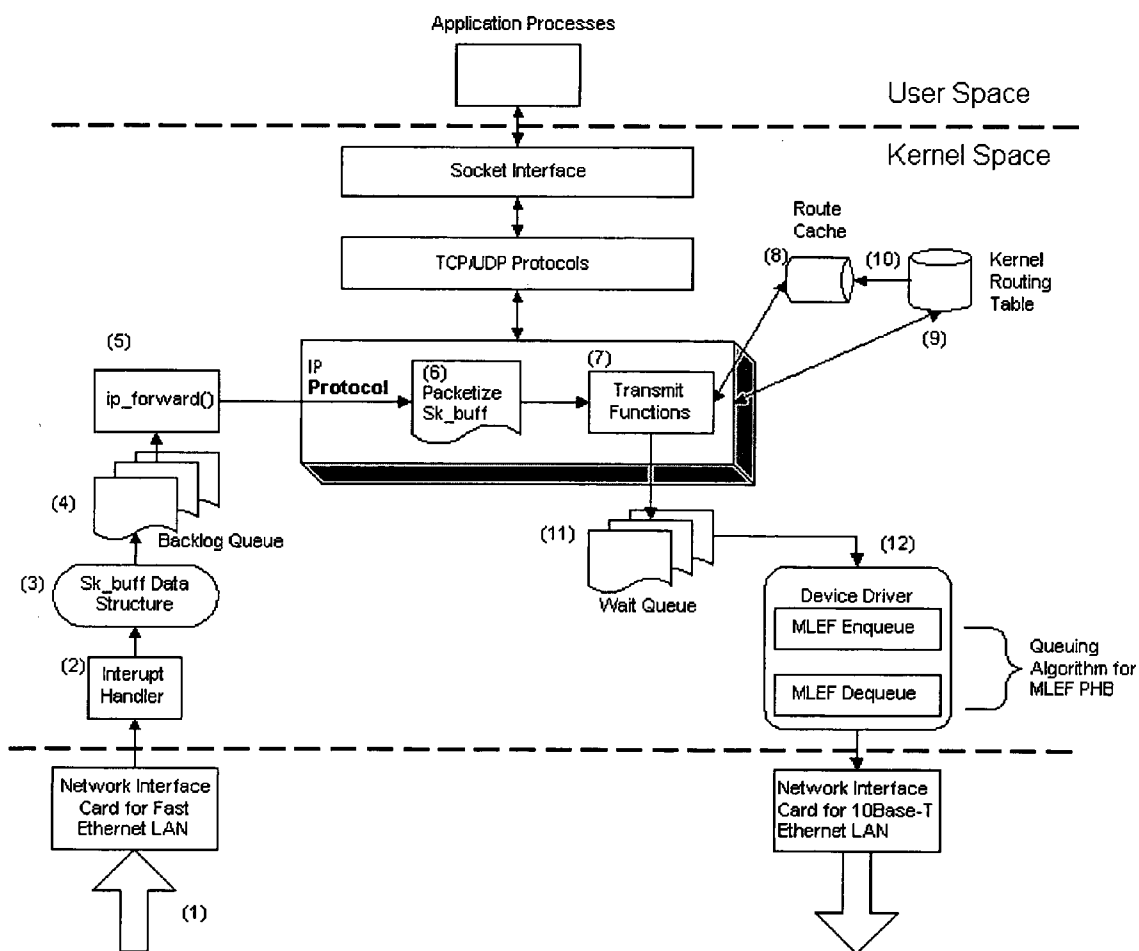 Application Processes
User Space
Kernel Space
Socket Interface
TCP/UDP Protocols
Route
Cache
(8)
(10)
Kernel
Routing
Table
(9)
(5)
ip_forward()
IP
Protocol
(6)
Packetize
Sk_buff
(7)
Transmit
Functions
(4)
Backlog Queue
(11)
Wait Queue
(12)
(3)
Sk_buff Data
Structure
Device Driver
MLEF Enqueue
MLEF Dequeue
Queuing
Algorithm for
MLEF PHB
(2)
Interupt
Handler
Network Interface
Card for Fast
Ethernet LAN
Network Interface
Card for 10Base-T
Ethernet LAN
(1)